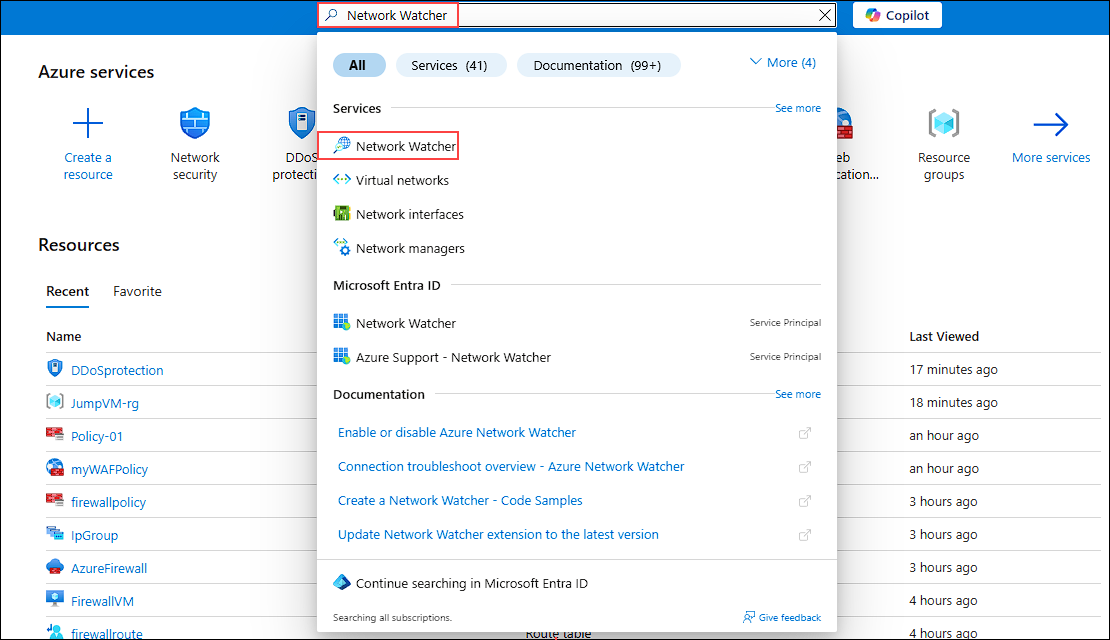 Network Watcher
Copilot
Azure services
Create a
resource
Network
security
DDoS
protecti
eb
cation...
Resource
groups
More services
All
Services (41)
Documentation (99+)
More (4)
Services
See more
Network Watcher
Virtual networks
Network interfaces
Network managers
Microsoft Entra ID
Network Watcher
Service Principal
Azure Support - Network Watcher
Service Principal
Documentation
See more
Enable or disable Azure Network Watcher
Connection troubleshoot overview - Azure Network Watcher
Create a Network Watcher - Code Samples
Update Network Watcher extension to the latest version
Continue searching in Microsoft Entra ID
Searching all subscriptions.
Give feedback
Resources
Recent
Favorite
Name
Last Viewed
DDoSprotection
17 minutes ago
JumpVM-rg
18 minutes ago
Policy-01
an hour ago
myWAFPolicy
an hour ago
firewallpolicy
3 hours ago
IpGroup
3 hours ago
AzureFirewall
3 hours ago
FirewallVM
4 hours ago
firewallroute
Route table
4 hours ago